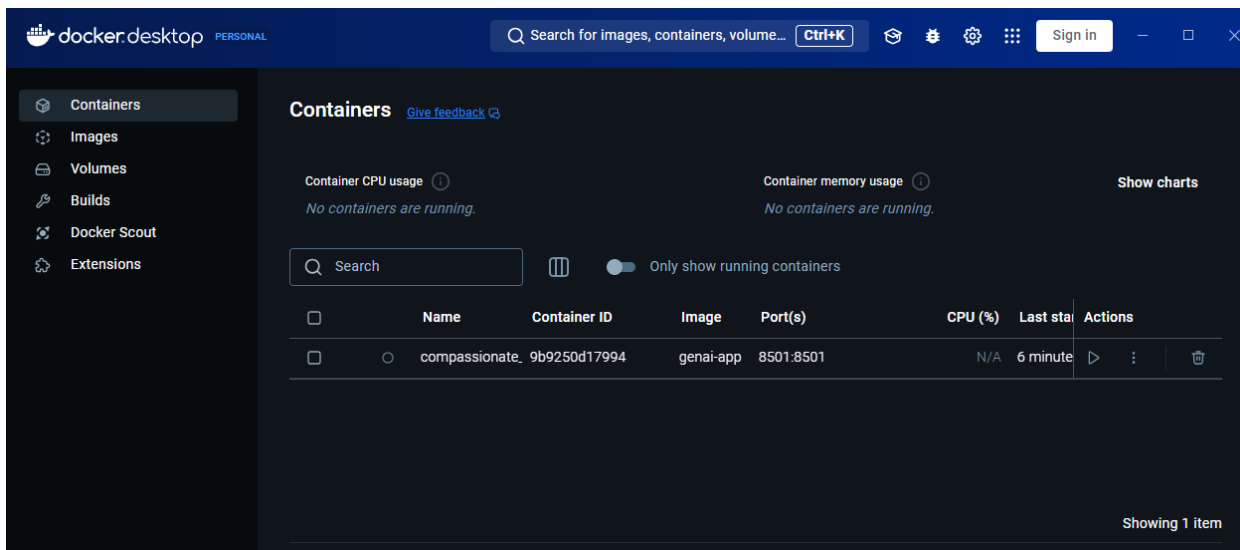 docker.desktop PERSONAL
Search for images, containers, volume... Ctrl+K
Sign in
Containers
Images
Volumes
Builds
Docker Scout
Extensions
Containers Give feedback
Container CPU usage
No containers are running.
Container memory usage
No containers are running.
Show charts
Search
Only show running containers
Name Container ID Image Port(s) CPU (%) Last sta Actions
compassionate_ 9b9250d17994 genai-app 8501:8501 N/A 6 minute
Showing 1 item